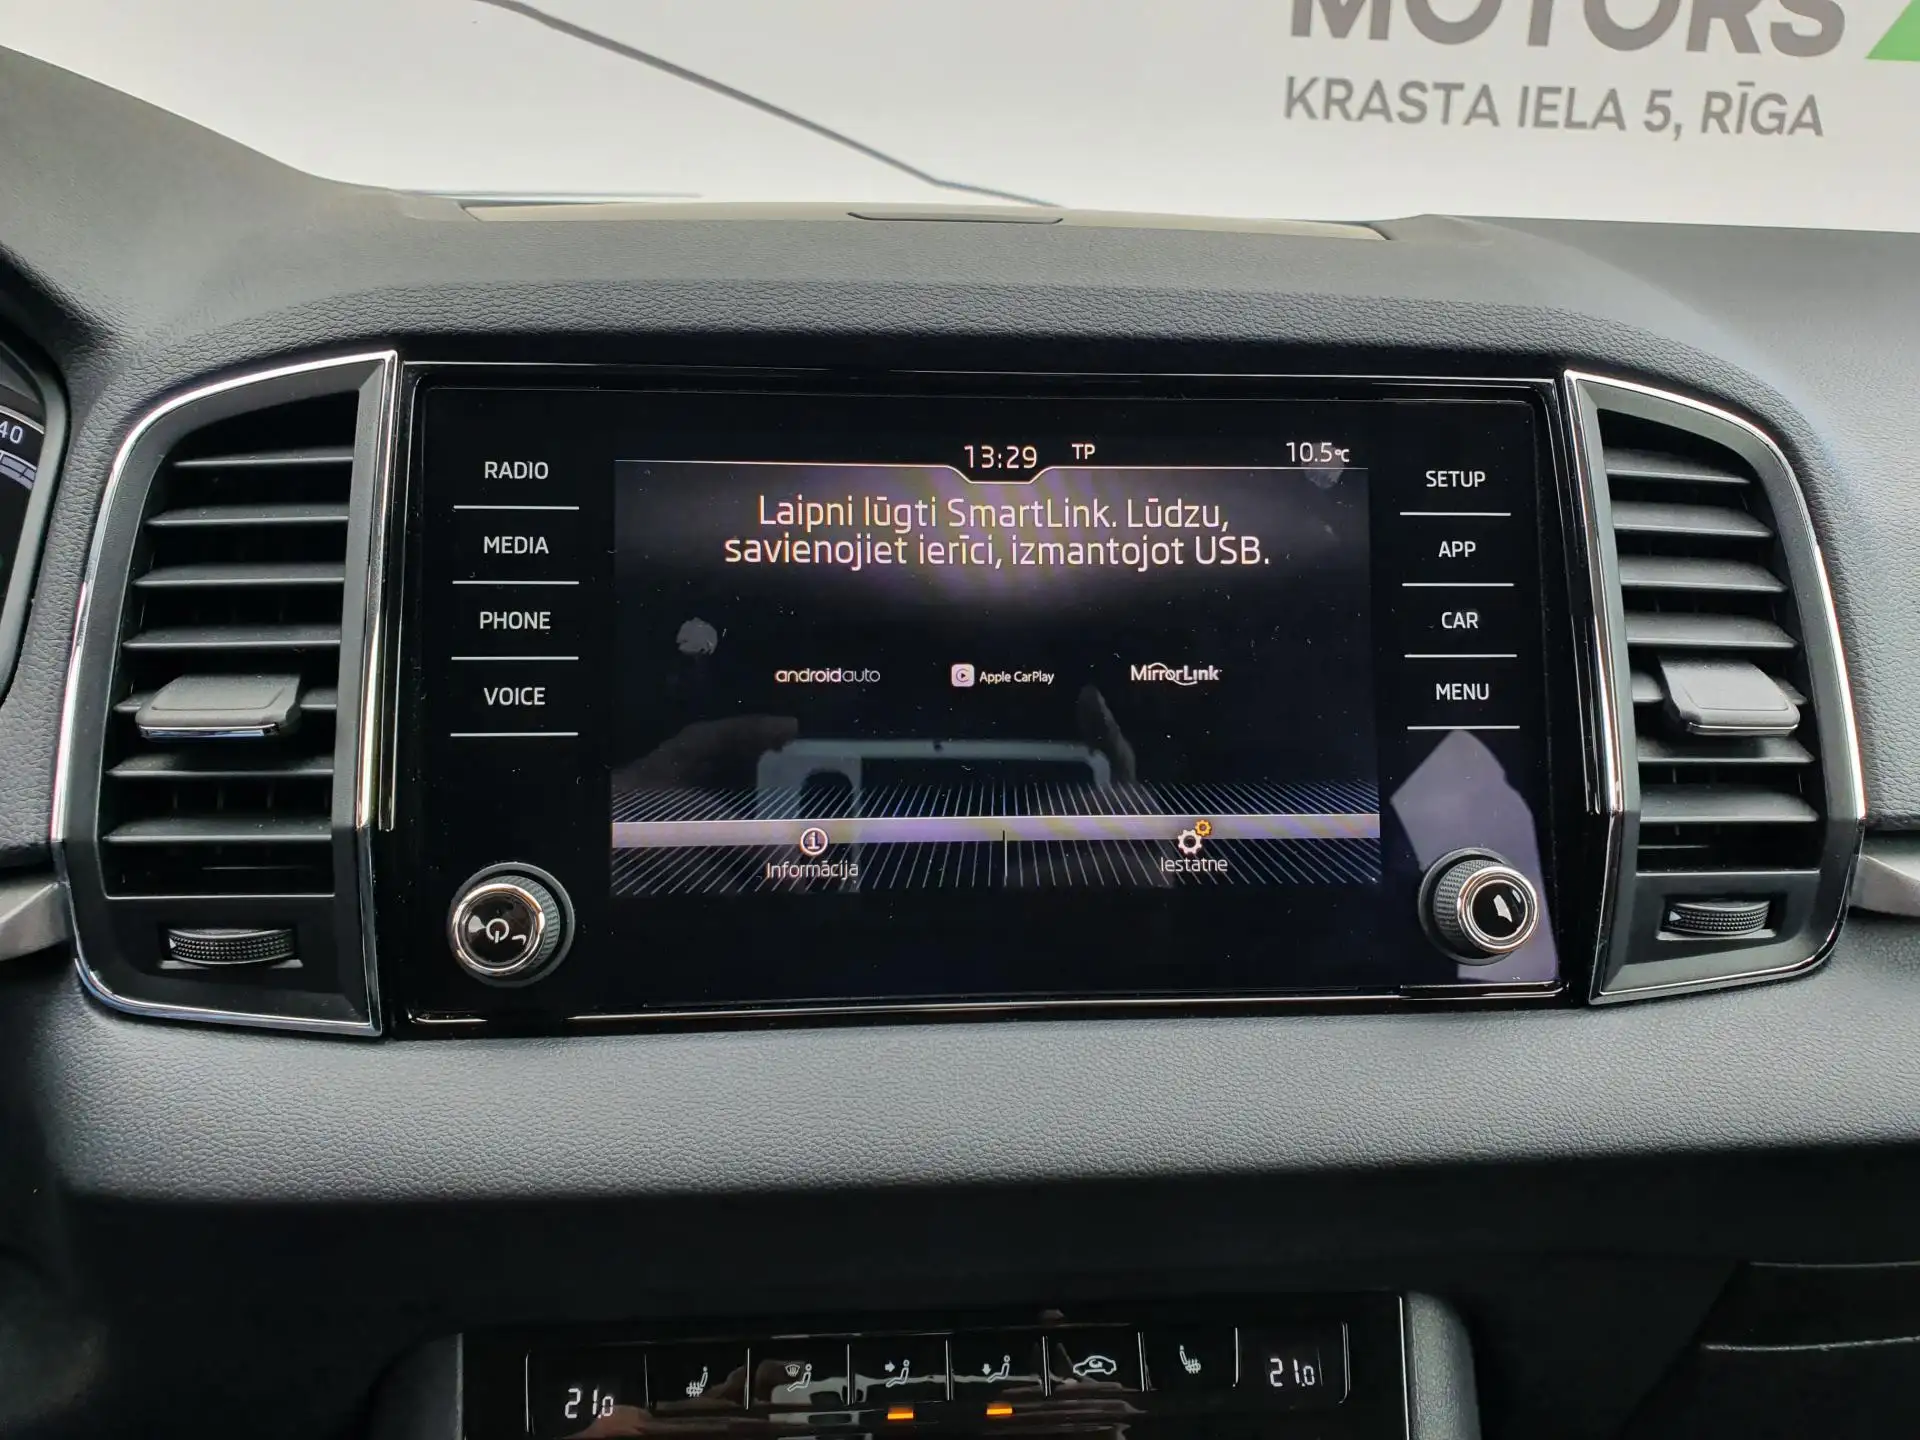 MOTORS
KRASTA IELA 5, RĪGA
40
13:29 TP 10.5°C
RADIO
MEDIA
PHONE
VOICE
Laipni lūgti SmartLink. Lūdzu,
savienojiet ierīci, izmantojot USB.
androidauto Apple CarPlay MirrorLink
Informācija Iestatne
SETUP
APP
CAR
MENU
21.0 21.0